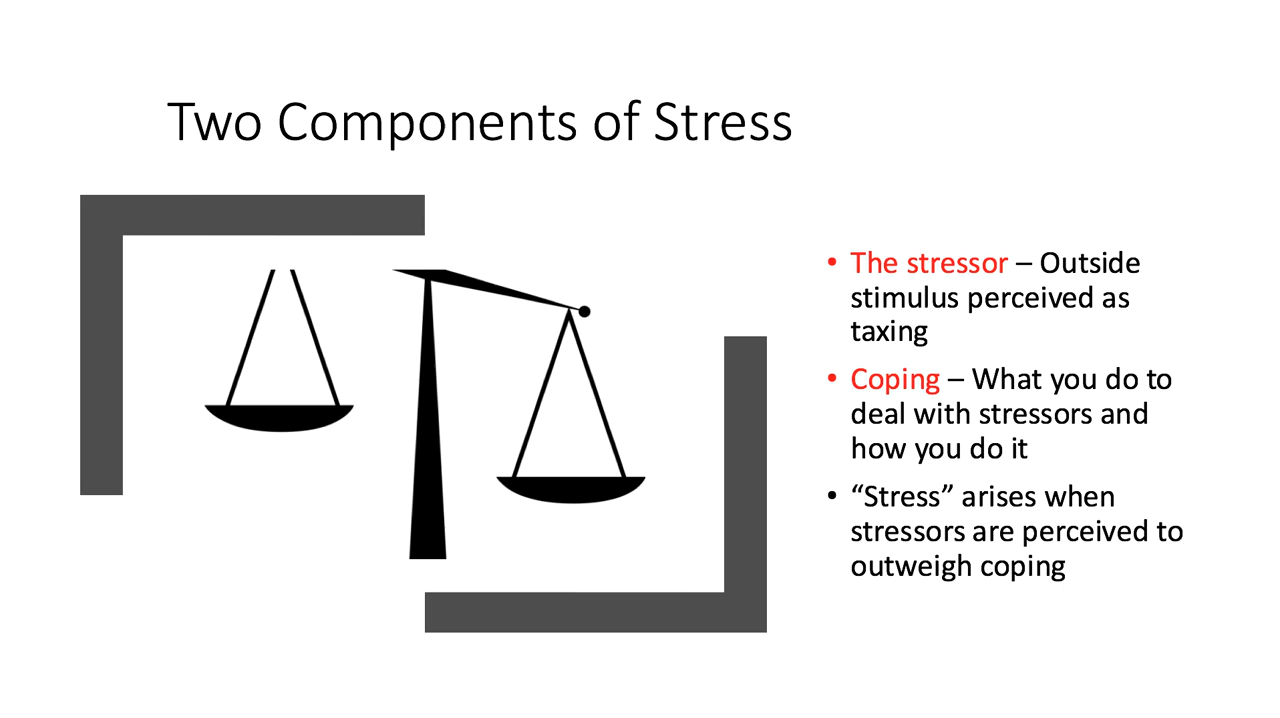 Two Components of Stress
• The stressor – Outside
stimulus perceived as
taxing
• Coping – What you do to
deal with stressors and
how you do it
• “Stress” arises when
stressors are perceived to
outweigh coping